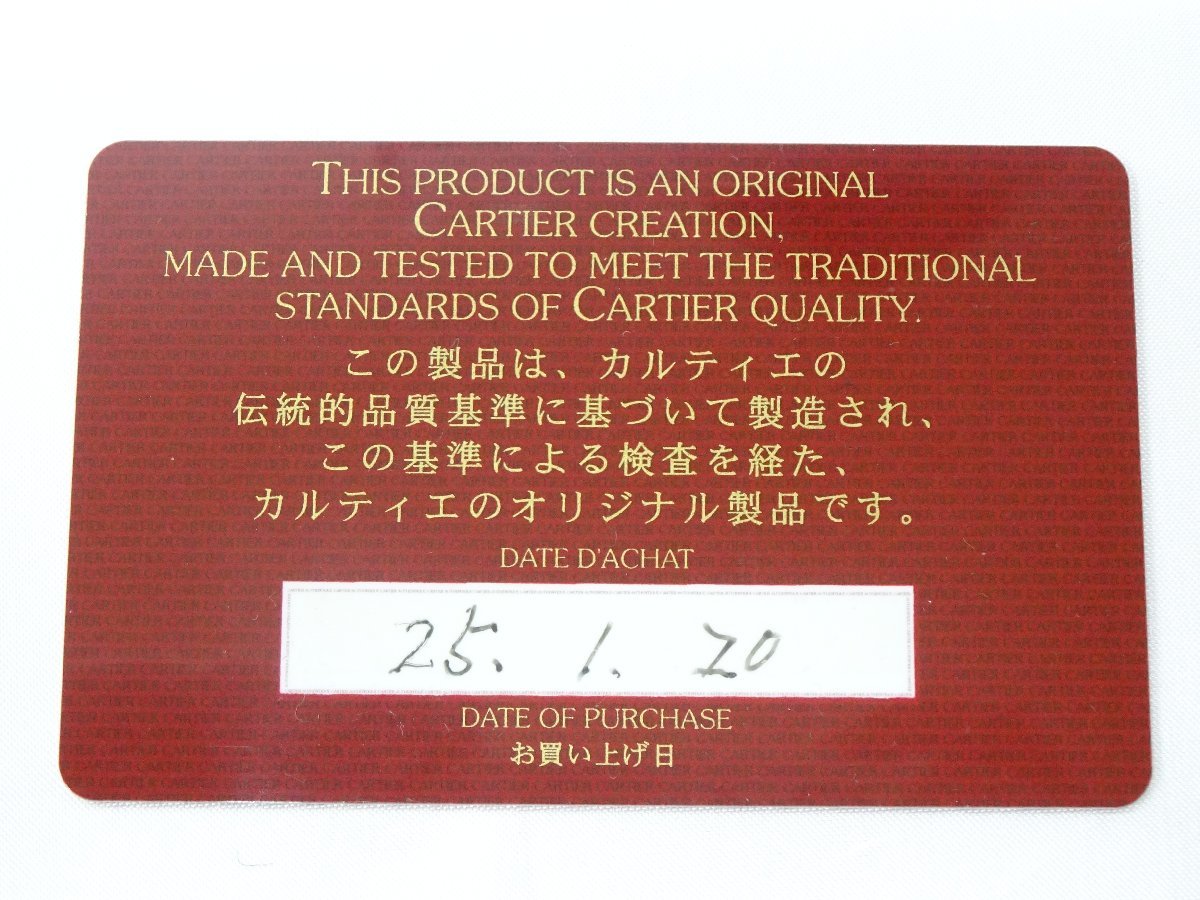 THIS PRODUCT IS AN ORIGINAL
CARTIER CREATION,
MADE AND TESTED TO MEET THE TRADITIONAL
STANDARDS OF CARTIER QUALITY.
この製品は、カルティエの
伝統的品質基準に基づいて製造され、
この基準による検査を経た、
カルティエのオリジナル製品です。
DATE D'ACHAT
25. 1. 20
DATE OF PURCHASE
お買い上げ日